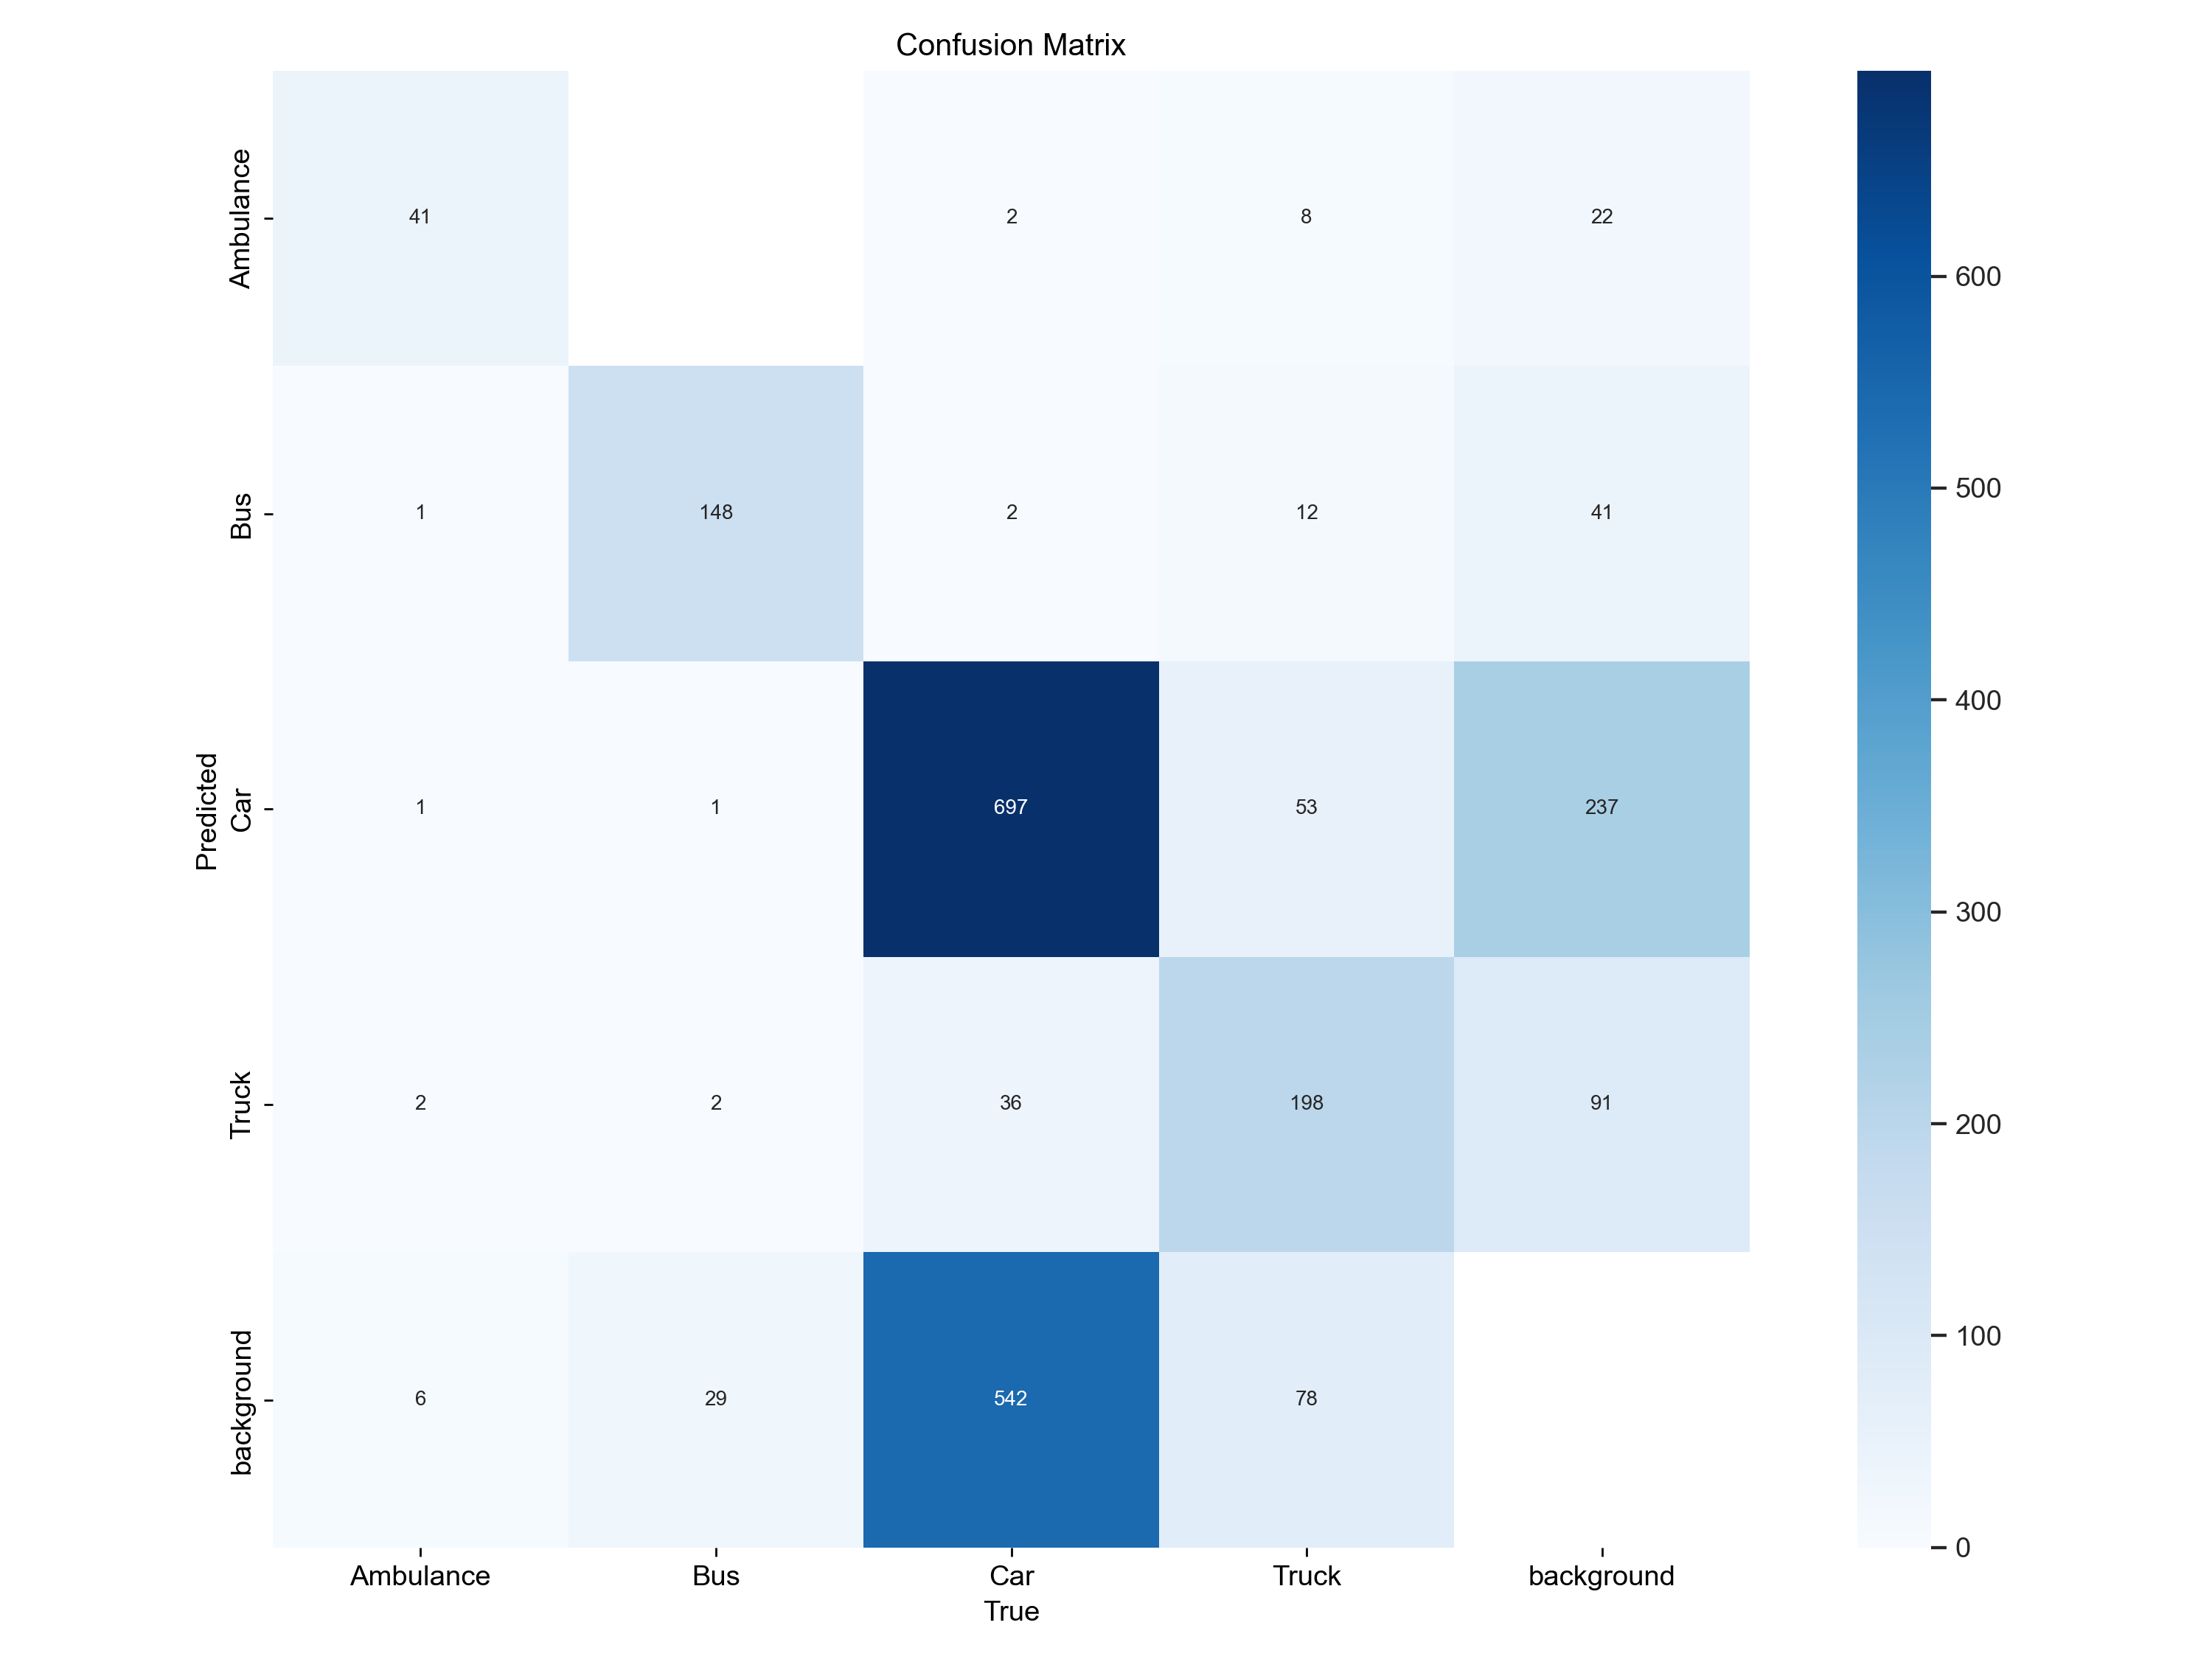 Confusion Matrix
Ambulance
41
2
8
22
600
Bus
1
148
2
12
41
500
400
Predicted
Car
1
1
697
53
237
300
Truck
2
2
36
198
91
200
100
background
6
29
542
78
0
Ambulance
Bus
Car
Truck
background
True